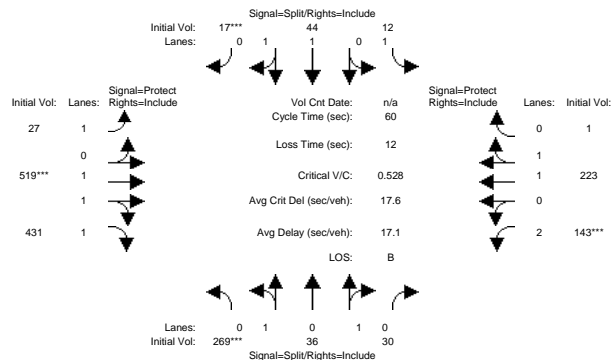 Signal=Split/Rights=Include
Initial Vol: 17*** 44 12
Lanes: 0 1 1 0 1
Signal=Protect Signal=Protect
Initial Vol: Lanes: Rights=Include Vol Cnt Date: n/a Rights=Include Lanes: Initial Vol:
Cycle Time (sec): 60
27 1 0 1
Loss Time (sec): 12
0 1
519*** 1 Critical V/C: 0.528 1 223
1 Avg Crit Del (sec/veh): 17.6 0
431 1 Avg Delay (sec/veh): 17.1 2 143***
LOS: B
Lanes: 0 1 0 1 0
Initial Vol: 269*** 36 30
Signal=Split/Rights=Include